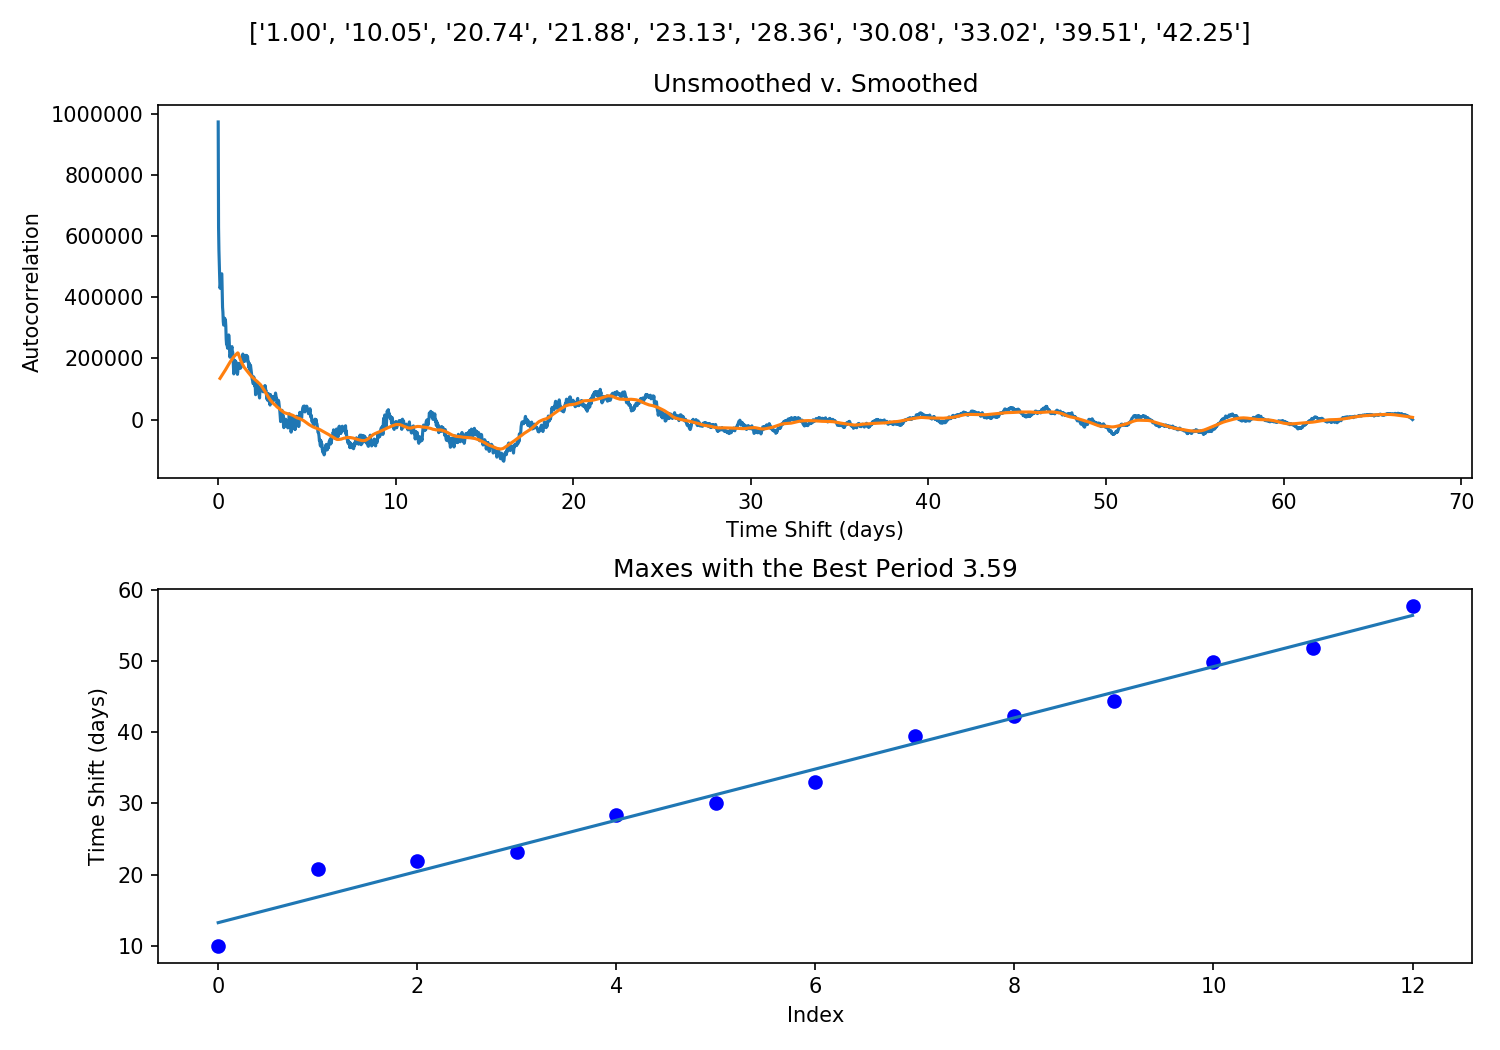 ['1.00', '10.05', '20.74', '21.88', '23.13', '28.36', '30.08', '33.02', '39.51', '42.25']
Unsmoothed v. Smoothed
1000000
800000
600000
400000
200000
0
Autocorrelation
0 10 20 30 40 50 60 70
Time Shift (days)
Maxes with the Best Period 3.59
60
50
40
30
20
10
Time Shift (days)
0 2 4 6 8 10 12
Index